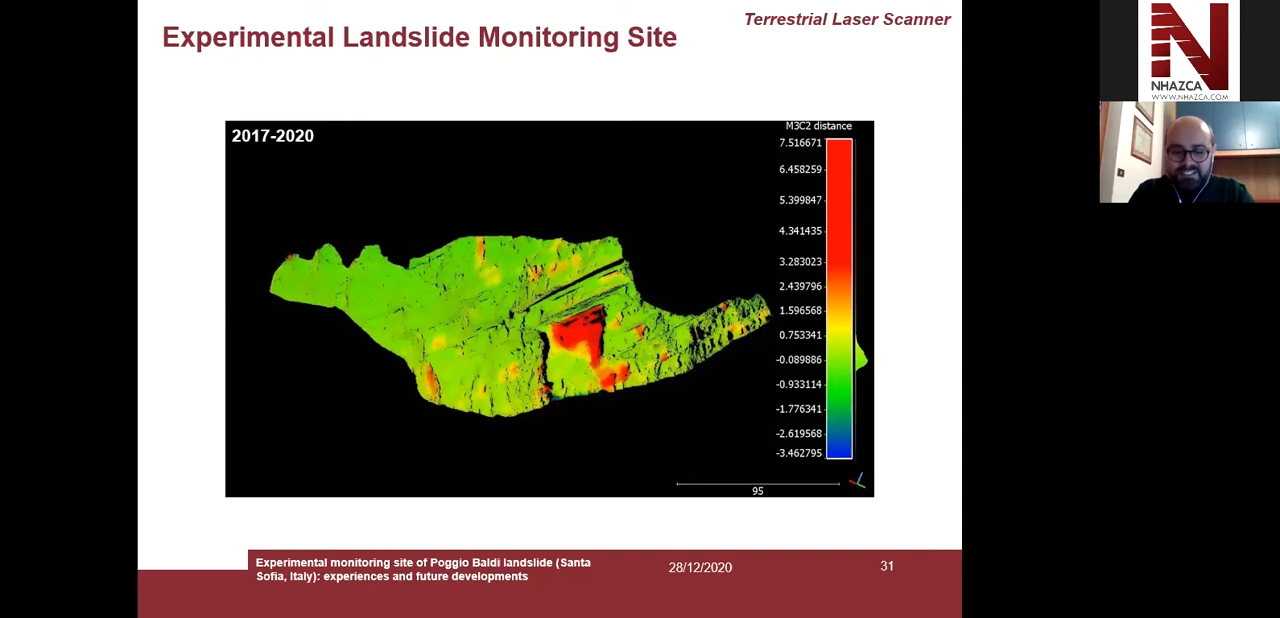 Terrestrial Laser Scanner
Experimental Landslide Monitoring Site
2017-2020
M3C2 distance
7.516671
6.458259
5.399847
4.341435
3.283023
2.439796
1.596568
0.753341
-0.089886
-0.933114
-1.776341
-2.619568
-3.462795
95
Experimental monitoring site of Poggio Baldi landslide (Santa
Sofia, Italy): experiences and future developments
28/12/2020
31
NHAZCA
WWW.NHAZCA.COM